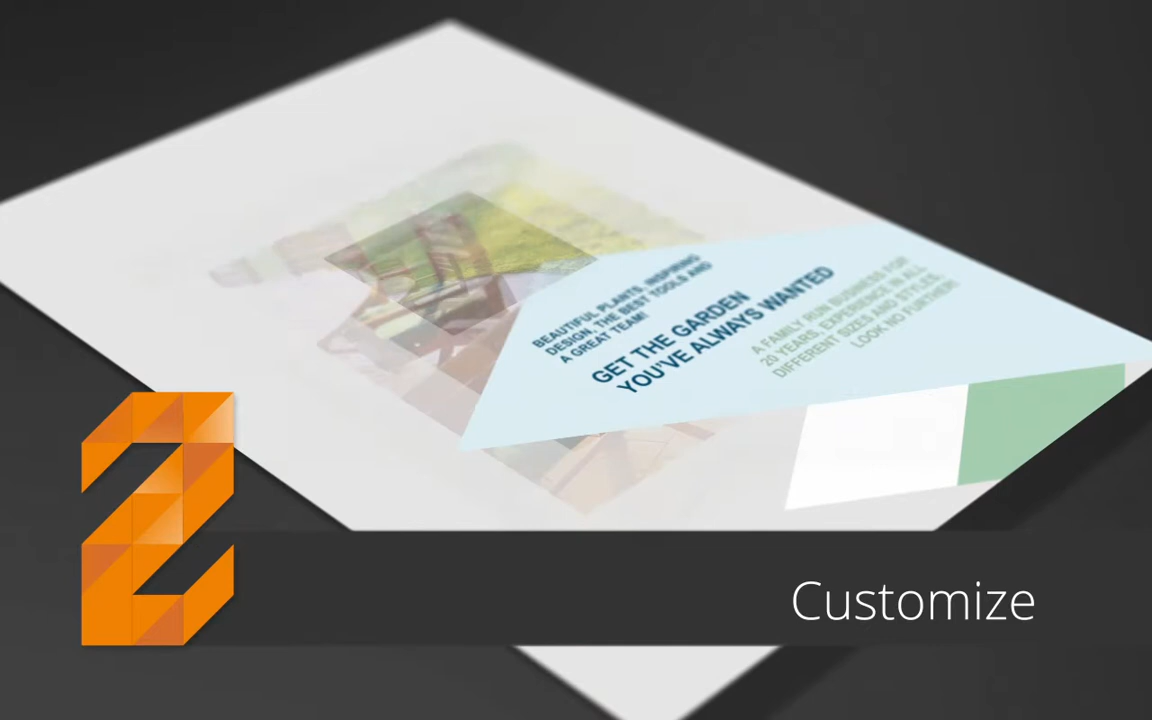 BEAUTIFUL PLANTS, INSPIRING
DESIGN, THE BEST TOOLS AND
A GREAT TEAM!
GET THE GARDEN
YOU'VE ALWAYS WANTED
A FAMILY RUN BUSINESS FOR
20 YEARS, EXPERIENCE IN ALL
DIFFERENT SIZES AND STYLES,
LOOK NO FURTHER!
2
Customize